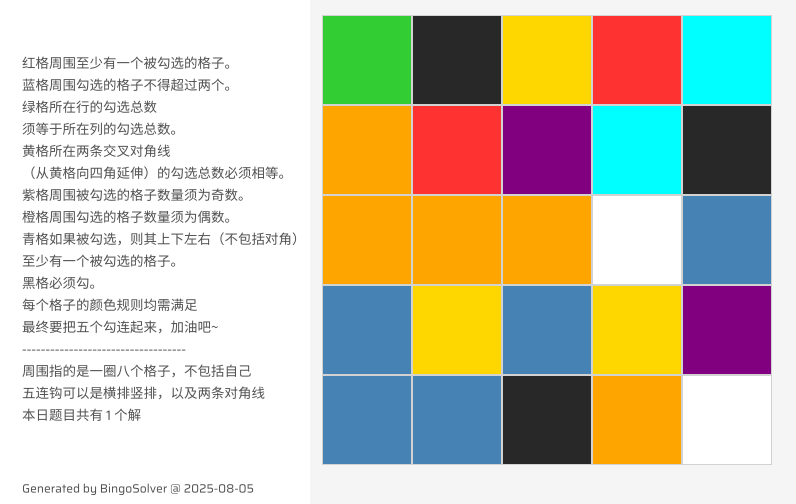 红格周围至少有一个被勾选的格子。
蓝格周围勾选的格子不得超过两个。
绿格所在行的勾选总数
须等于所在列的勾选总数。
黄格所在两条交叉对角线
（从黄格向四角延伸）的勾选总数必须相等。
紫格周围被勾选的格子数量须为奇数。
橙格周围勾选的格子数量须为偶数。
青格如果被勾选，则其上下左右（不包括对角）
至少有一个被勾选的格子。
黑格必须勾。
每个格子的颜色规则均需满足
最终要把五个勾连起来，加油吧~
----------------------------------
周围指的是一圈八个格子，不包括自己
五连钩可以是横排竖排，以及两条对角线
本日题目共有1个解
Generated by BingoSolver @ 2025-08-05